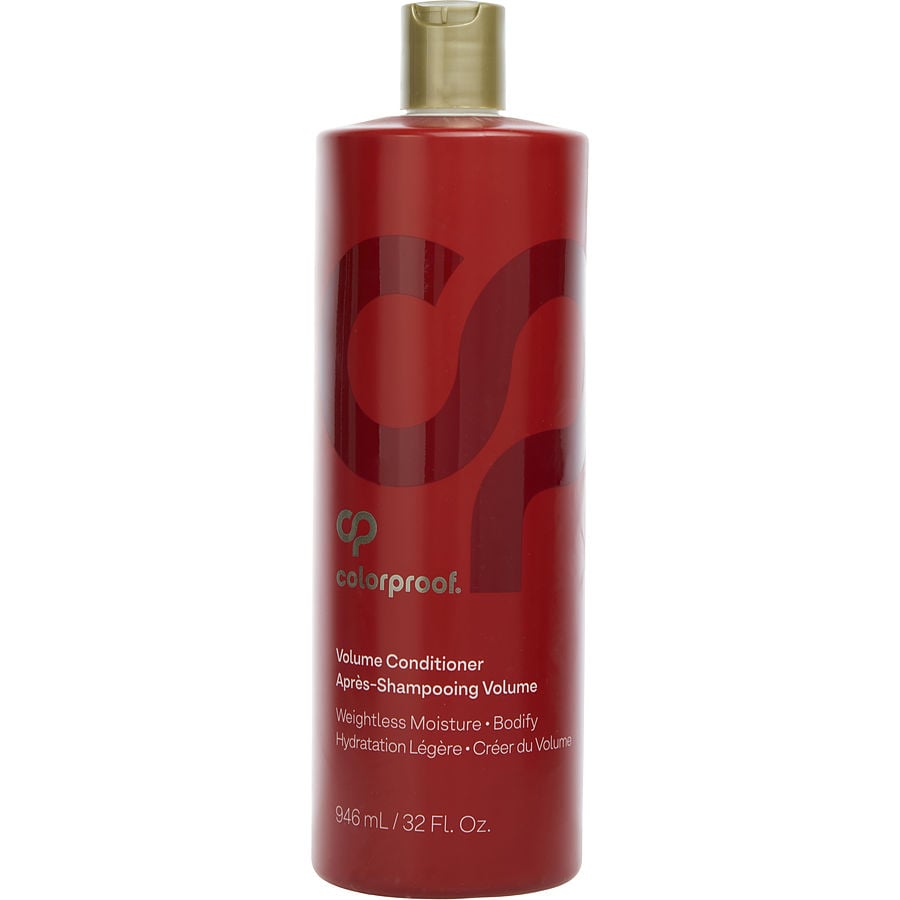 cp
colorproof.
Volume Conditioner
Après-Shampooing Volume
Weightless Moisture • Bodify
Hydratation Légère • Créer du Volume
946 mL / 32 Fl. Oz.